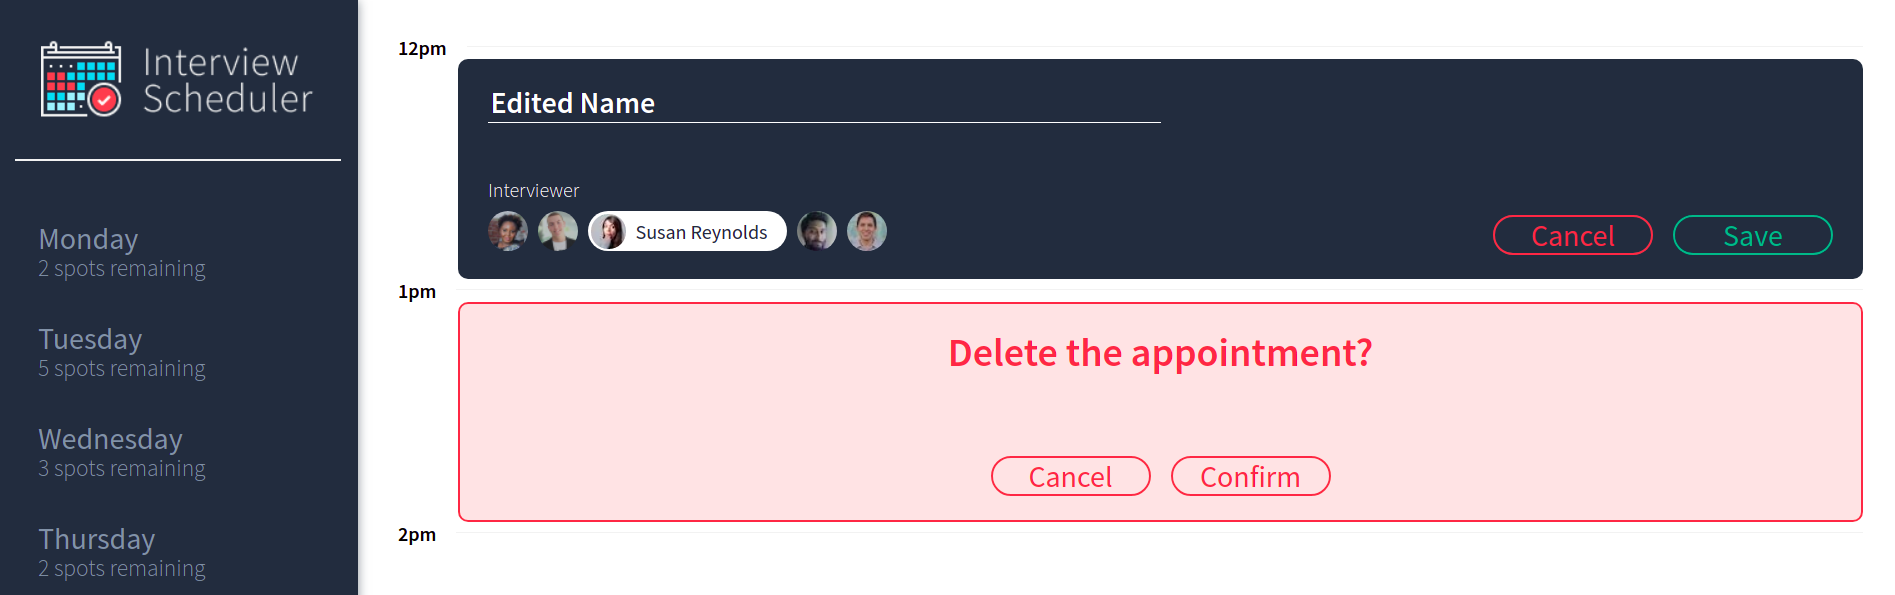 Interview
Scheduler
Monday
2 spots remaining
Tuesday
5 spots remaining
Wednesday
3 spots remaining
Thursday
2 spots remaining
12pm
Edited Name
Interviewer
Susan Reynolds
Cancel
Save
1pm
Delete the appointment?
Cancel
Confirm
2pm